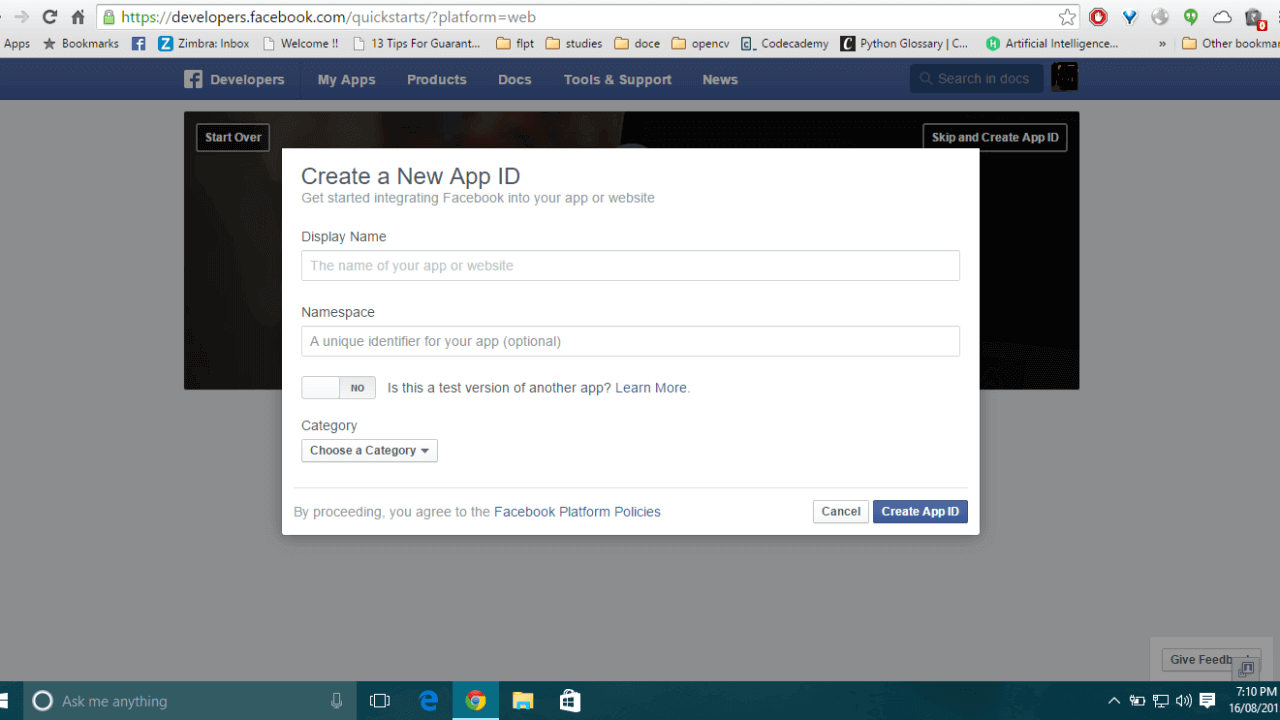 https://developers.facebook.com/quickstarts/?platform=web
Apps Bookmarks Zimbra: Inbox Welcome !! 13 Tips For Guarant... flpt studies doce opencv Codecademy Python Glossary | C... Artificial Intelligence... » Other bookmar
Developers My Apps Products Docs Tools & Support News Search in docs
Start Over Skip and Create App ID
Create a New App ID
Get started integrating Facebook into your app or website
Display Name
The name of your app or website
Namespace
A unique identifier for your app (optional)
NO Is this a test version of another app? Learn More.
Category
Choose a Category
By proceeding, you agree to the Facebook Platform Policies Cancel Create App ID
Give Feedb
Ask me anything
7:10 PM
16/08/201